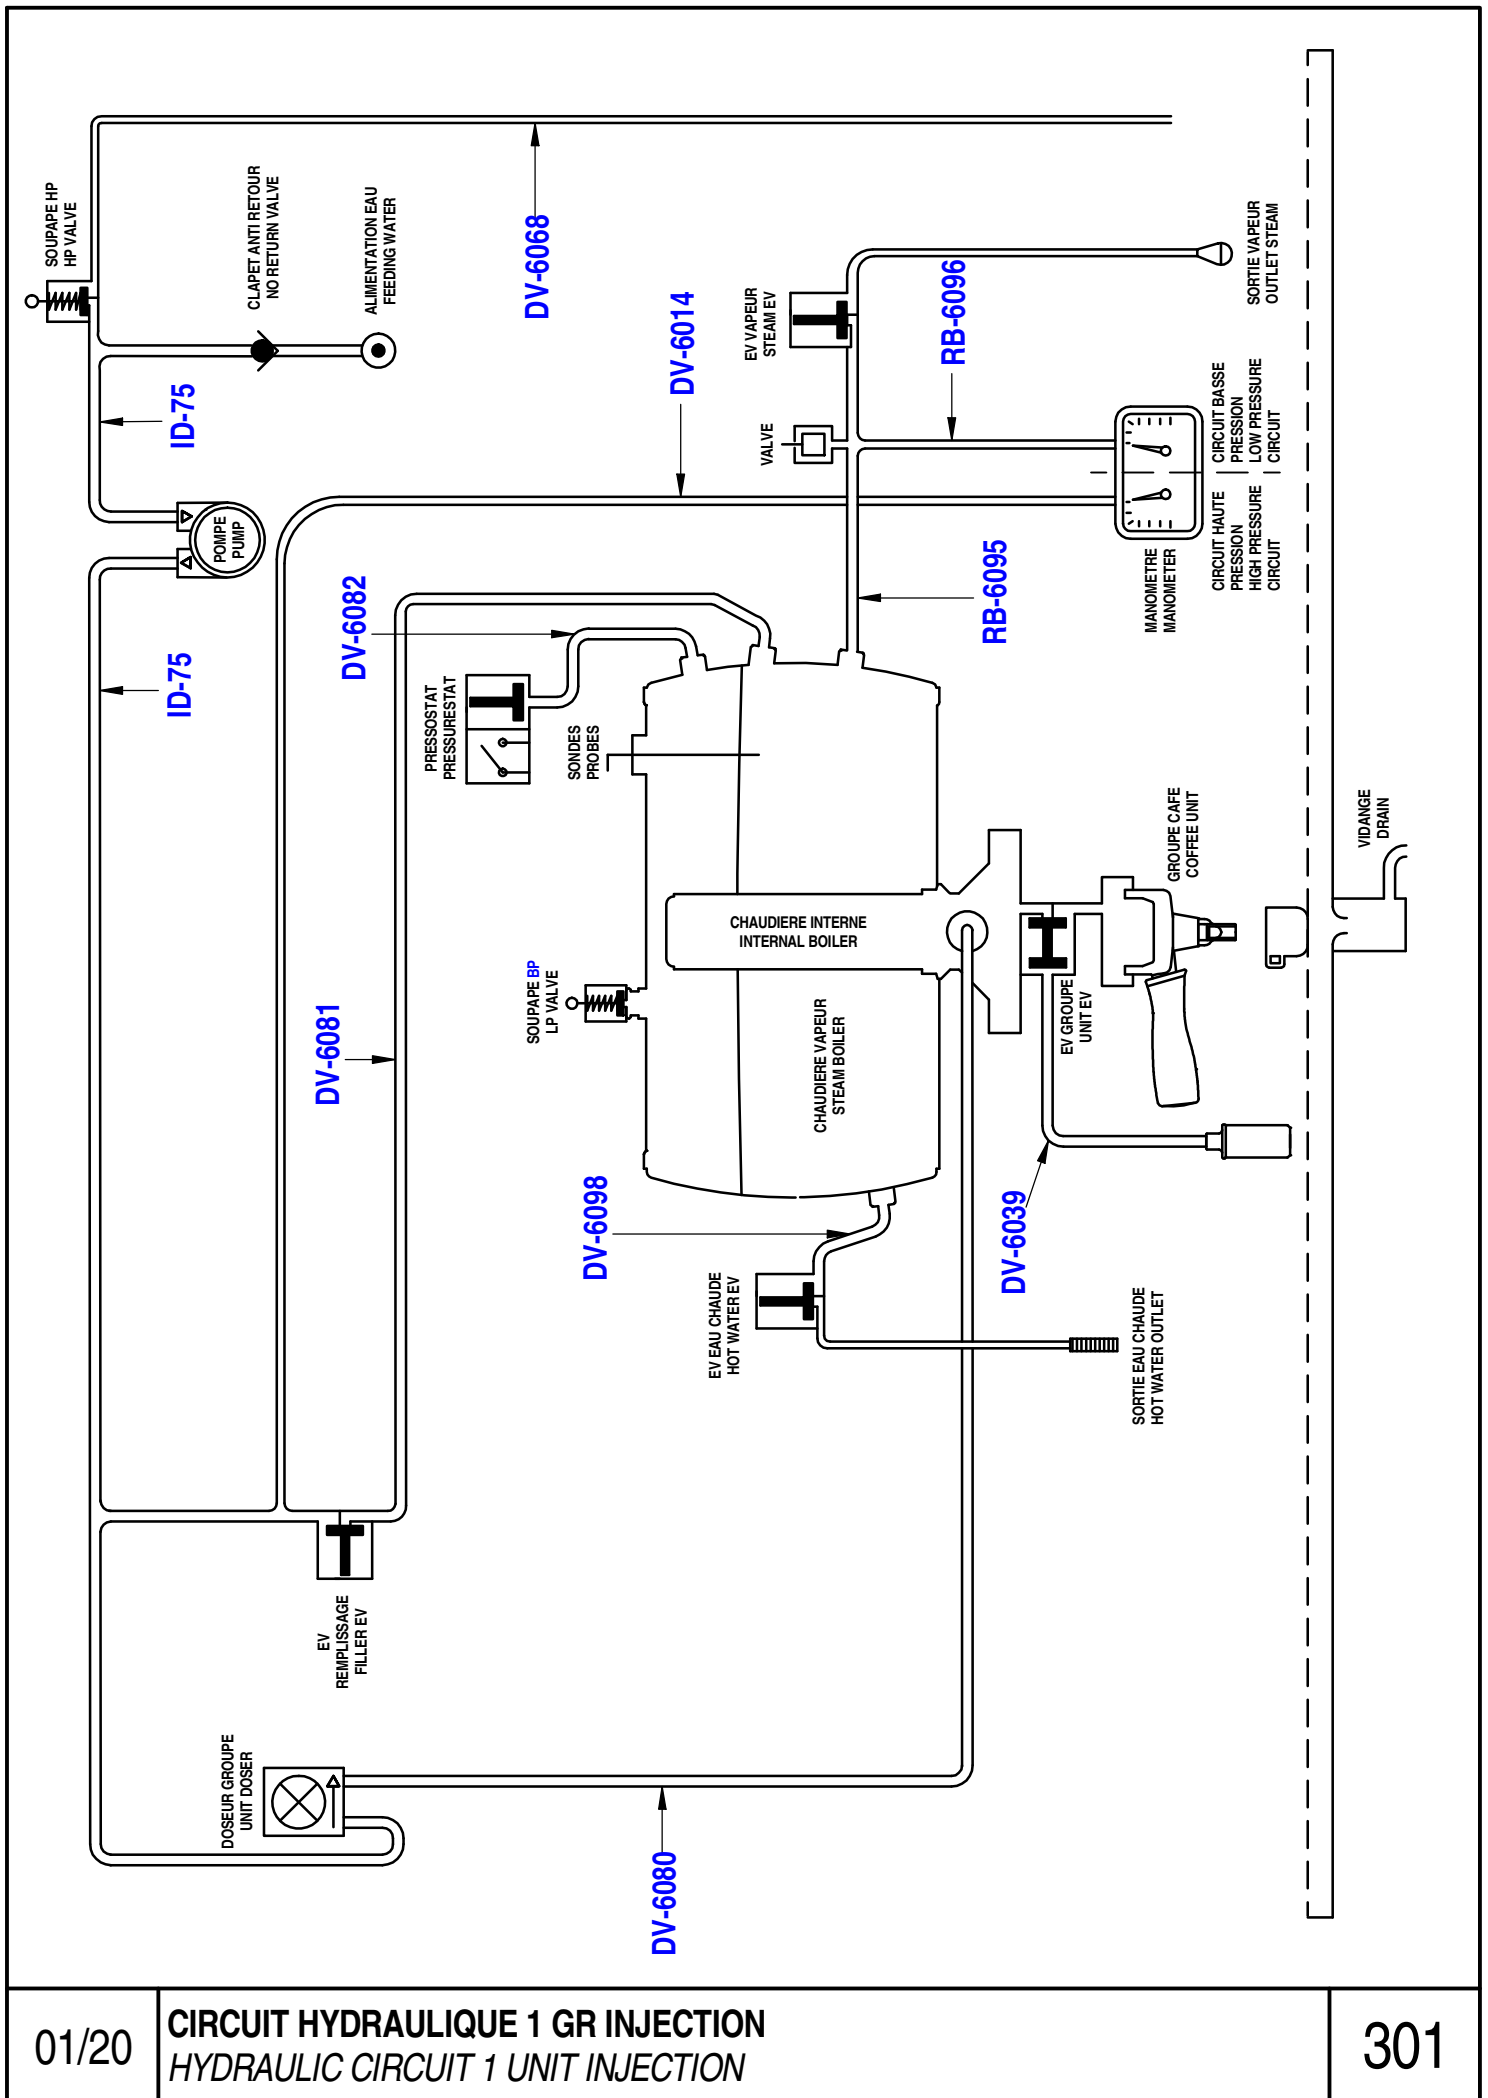 SOUPAPE HP
HP VALVE
CLAPET ANTI RETOUR
NO RETURN VALVE
ALIMENTATION EAU
FEEDING WATER
DV-6068
ID-75
DV-6014
EV VAPEUR
STEAM EV
RB-6096
SORTIE VAPEUR
OUTLET STEAM
VALVE
CIRCUIT BASSE
PRESSION
LOW PRESSURE
CIRCUIT
POMPE
PUMP
CIRCUIT HAUTE
PRESSION
HIGH PRESSURE
CIRCUIT
MANOMETRE
MANOMETER
RB-6095
DV-6082
ID-75
PRESSOSTAT
PRESSURESTAT
SONDES
PROBES
GROUPE CAFE
COFFEE UNIT
VIDANGE
DRAIN
CHAUDIERE INTERNE
INTERNAL BOILER
SOUPAPE BP
LP VALVE
EV GROUPE
UNIT EV
DV-6081
CHAUDIERE VAPEUR
STEAM BOILER
DV-6098
DV-6039
EV EAU CHAUDE
HOT WATER EV
SORTIE EAU CHAUDE
HOT WATER OUTLET
EV
REMPLISSAGE
FILLER EV
DOSEUR GROUPE
UNIT DOSER
DV-6080
01/20
CIRCUIT HYDRAULIQUE 1 GR INJECTION
HYDRAULIC CIRCUIT 1 UNIT INJECTION
301